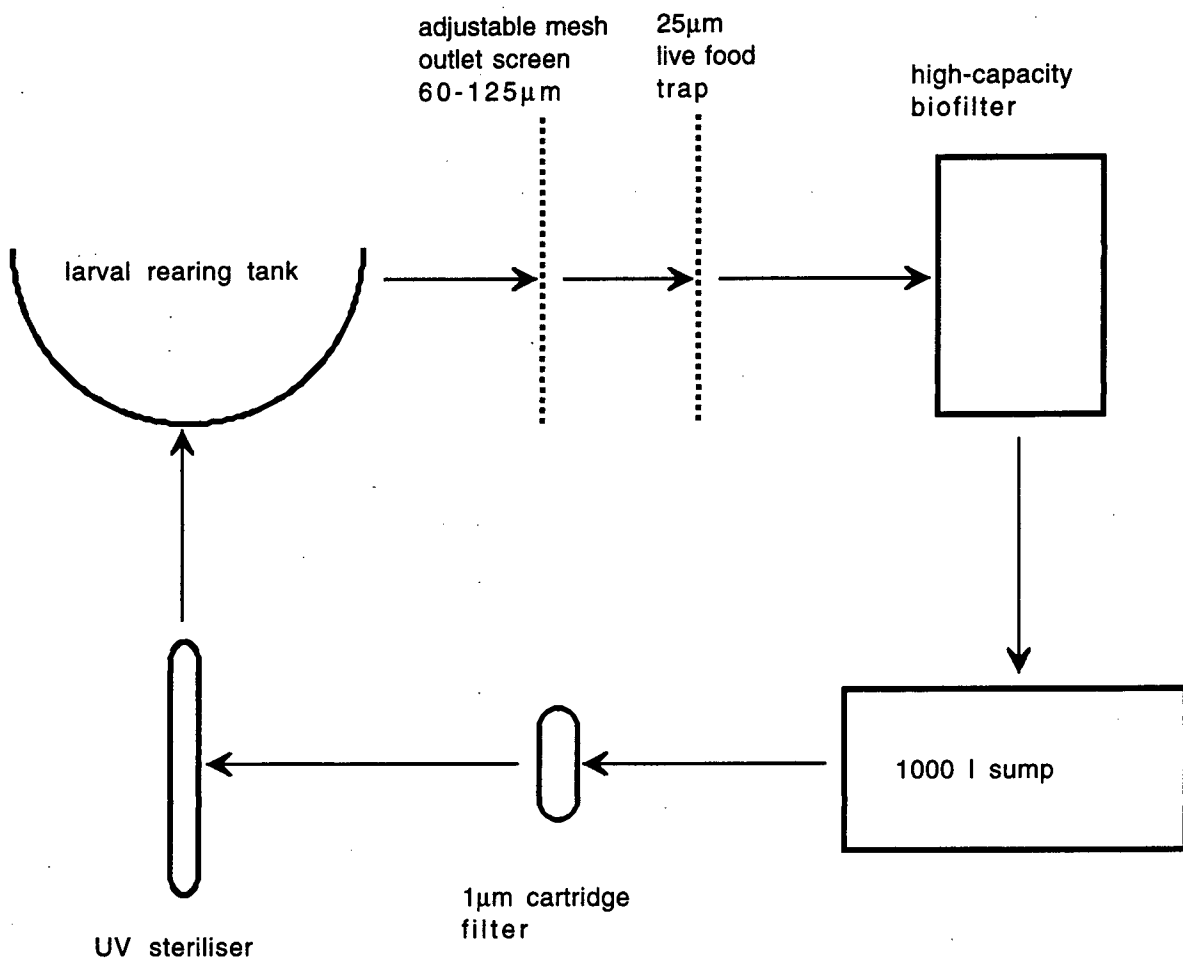 adjustable mesh
outlet screen
60-125µm
25µm
live food
trap
high-capacity
biofilter
larval rearing tank
1000 l sump
1µm cartridge
filter
UV steriliser